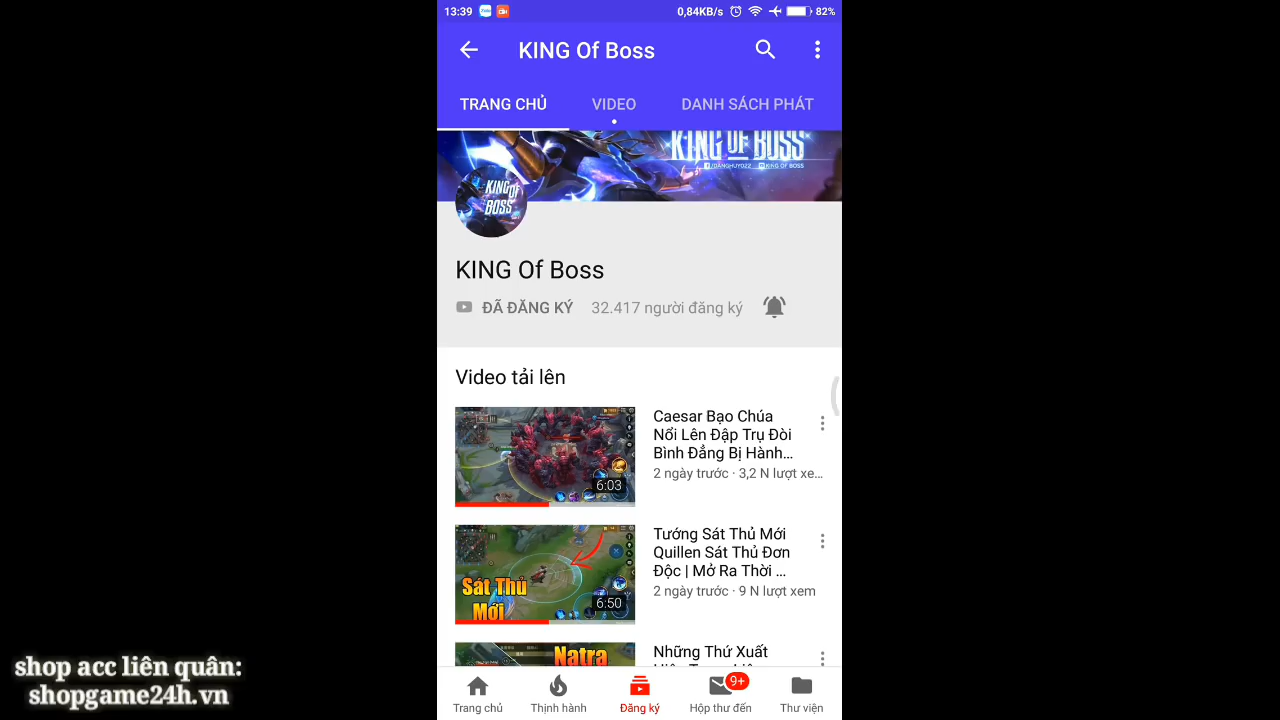 13:39
Zalo
0,84KB/s
82%
KING Of Boss
TRANG CHỦ
VIDEO
DANH SÁCH PHÁT
KING OF BOSS
/DANGHUYO22
KING OF BOSS
KING OF
BOSS
KING Of Boss
ĐÃ ĐĂNG KÝ
32.417 người đăng ký
Video tải lên
6:03
Caesar Bạo Chúa
Nổi Lên Đập Trụ Đòi
Bình Đẳng Bị Hành...
2 ngày trước · 3,2 N lượt xe...
Sát Thủ
Mới
6:50
Tướng Sát Thủ Mới
Quillen Sát Thủ Đơn
Độc | Mở Ra Thời ...
2 ngày trước · 9 N lượt xem
Natra
Những Thứ Xuất
shop acc liên quân:
shopgame24h.vn
Trang chủ
Thịnh hành
Đăng ký
9+
Hộp thư đến
Thư viện